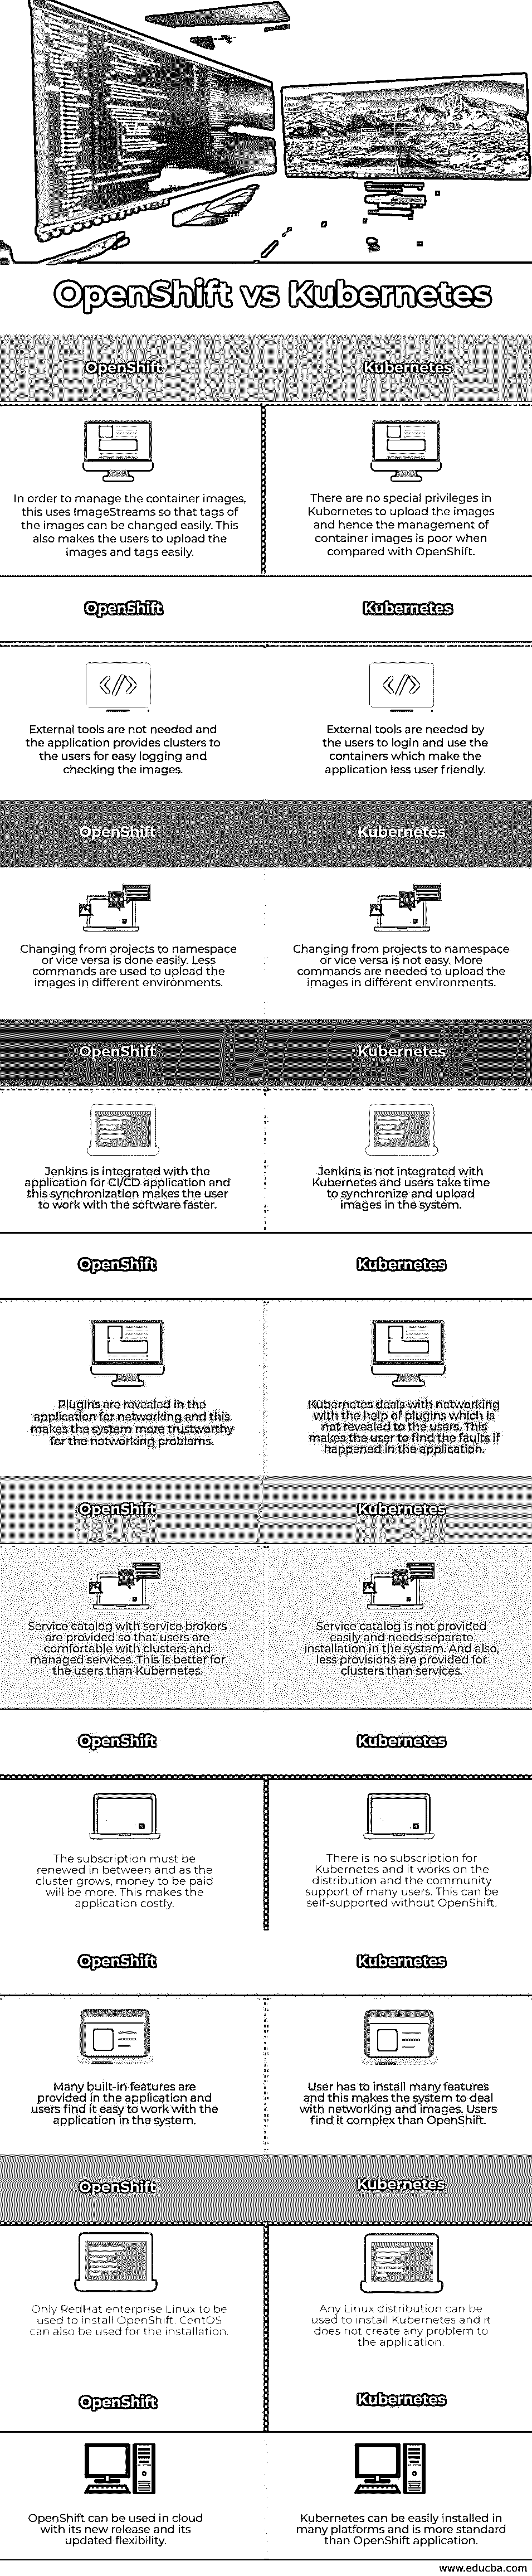 OpenShift vs Kubernetes
OpenShift
Kubernetes
In order to manage the container images,
this uses ImageStreams so that tags of
the images can be changed easily. This
also makes the users to upload the
images and tags easily.
There are no special privileges in
Kubernetes to upload the images
and hence the management of
container images is poor when
compared with OpenShift.
OpenShift
Kubernetes
External tools are not needed and
the application provides clusters to
the users for easy logging and
checking the images.
External tools are needed by
the users to login and use the
containers which make the
application less user friendly.
OpenShift
Kubernetes
Changing from projects to namespace
or vice versa is done easily. Less
commands are used to upload the
images in different environments.
Changing from projects to namespace
or vice versa is not easy. More
commands are needed to upload the
images in different environments.
OpenShift
Kubernetes
Jenkins is integrated with the
application for CI/CD application and
this synchronization makes the user
to work with the software faster.
Jenkins is not integrated with
Kubernetes and users take time
to synchronize and upload
images in the system.
OpenShift
Kubernetes
Plugins are revealed in the
application for networking and this
makes the system more trustworthy
for the networking problems.
Kubernetes deals with networking
with the help of plugins which is
not revealed to the users. This
makes the user to find the faults if
happened in the application.
OpenShift
Kubernetes
Service catalog with service brokers
are provided so that users are
comfortable with clusters and
managed services. This is better for
the users than Kubernetes.
Service catalog is not provided
easily and needs separate
installation in the system. And also,
less provisions are provided for
clusters than services.
OpenShift
Kubernetes
The subscription must be
renewed in between and as the
cluster grows, money to be paid
will be more. This makes the
application costly.
There is no subscription for
Kubernetes and it works on the
distribution and the community
support of many users. This can be
self-supported without OpenShift.
OpenShift
Kubernetes
Many built-in features are
provided in the application and
users find it easy to work with the
application in the system.
User has to install many features
and this makes the system to deal
with networking and images. Users
find it complex than OpenShift.
OpenShift
Kubernetes
Only RedHat enterprise Linux to be
used to install OpenShift. CentOS
can also be used for the installation.
Any Linux distribution can be
used to install Kubernetes and it
does not create any problem to
the application.
OpenShift
Kubernetes
OpenShift can be used in cloud
with its new release and its
updated flexibility.
Kubernetes can be easily installed in
many platforms and is more standard
than OpenShift application.
www.educba.com